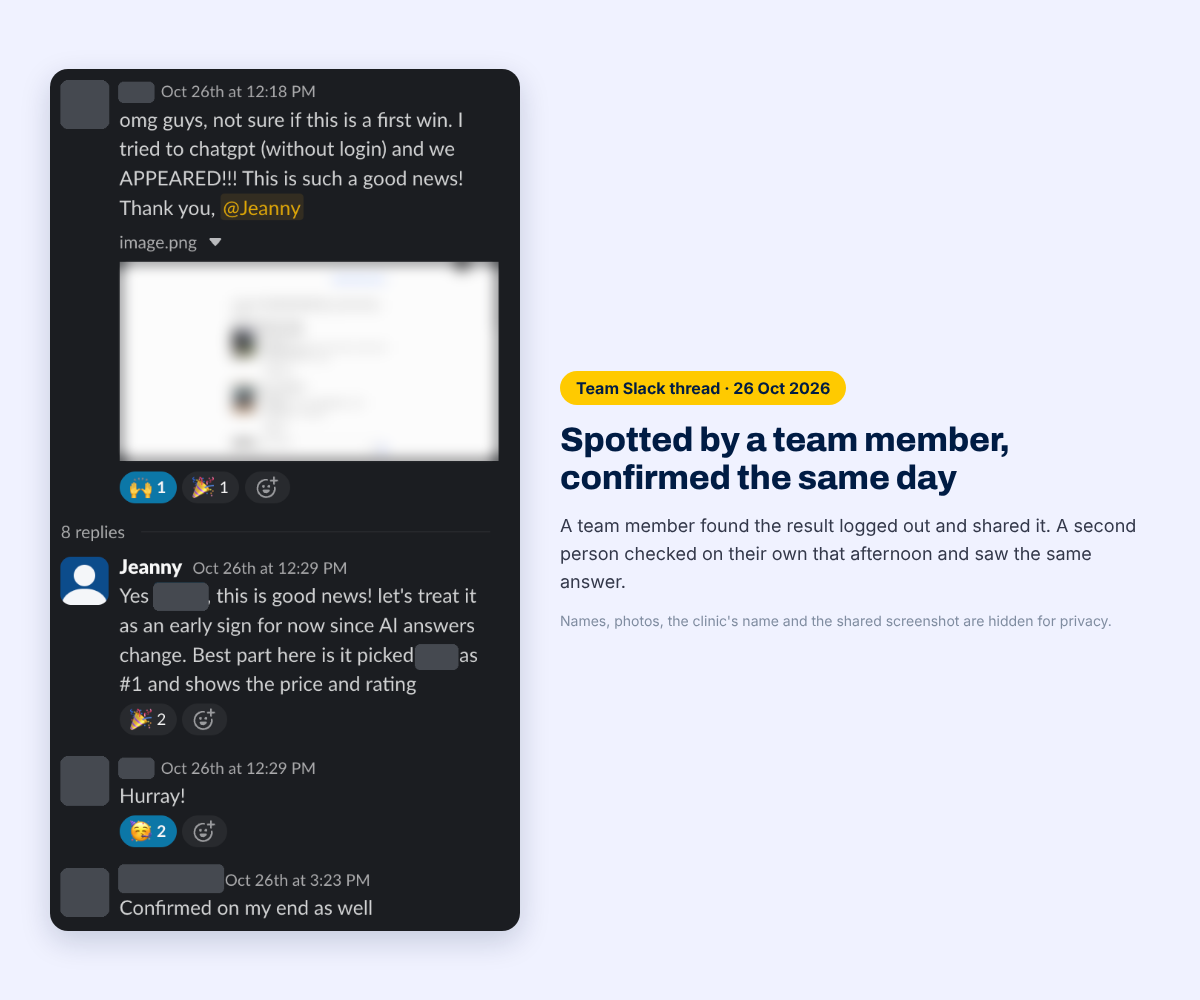 Oct 26th at 12:18 PM
omg guys, not sure if this is a first win. I
tried to chatgpt (without login) and we
APPEARED!!! This is such a good news!
Thank you, @Jeanny
image.png
1 1
8 replies
Jeanny Oct 26th at 12:29 PM
Yes , this is good news! let's treat it
as an early sign for now since AI answers
change. Best part here is it picked as
#1 and shows the price and rating
2
Oct 26th at 12:29 PM
Hurray!
2
Oct 26th at 3:23 PM
Confirmed on my end as well
Team Slack thread · 26 Oct 2026
Spotted by a team member,
confirmed the same day
A team member found the result logged out and shared it. A second
person checked on their own that afternoon and saw the same
answer.
Names, photos, the clinic's name and the shared screenshot are hidden for privacy.